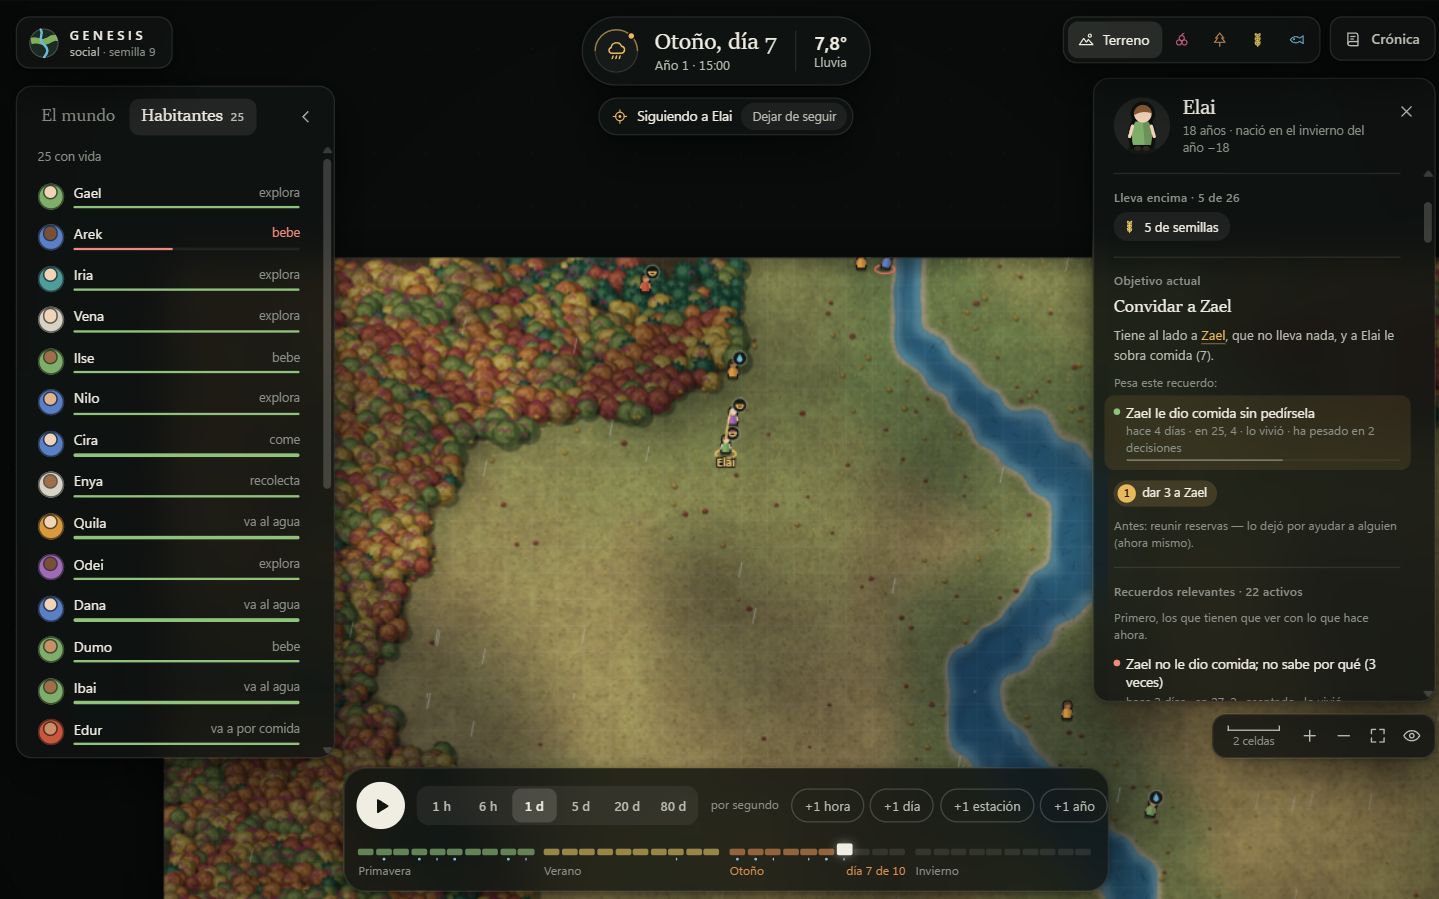 GENESIS
social · semilla 9
Otoño, día 7
Año 1 · 15:00
7,8°
Lluvia
Siguiendo a Elai
Dejar de seguir
Terreno
Crónica
El mundo
Habitantes 25
25 con vida
Gael explora
Arek bebe
Iria explora
Vena explora
Ilse bebe
Nilo explora
Cira come
Enya recolecta
Quila va al agua
Odei explora
Dana va al agua
Dumo bebe
Ibai va al agua
Edur va a por comida
Elai
Elai
18 años · nació en el invierno del
año −18
Lleva encima · 5 de 26
5 de semillas
Objetivo actual
Convidar a Zael
Tiene al lado a Zael, que no lleva nada, y a Elai le
sobra comida (7).
Pesa este recuerdo:
Zael le dio comida sin pedírsela
hace 4 días · en 25, 4 · lo vivió · ha pesado en 2
decisiones
1 dar 3 a Zael
Antes: reunir reservas — lo dejó por ayudar a alguien
(ahora mismo).
Recuerdos relevantes · 22 activos
Primero, los que tienen que ver con lo que hace
ahora.
Zael no le dio comida; no sabe por qué (3
veces)
2 celdas
1 h 6 h 1 d 5 d 20 d 80 d por segundo +1 hora +1 día +1 estación +1 año
Primavera Verano Otoño día 7 de 10 Invierno